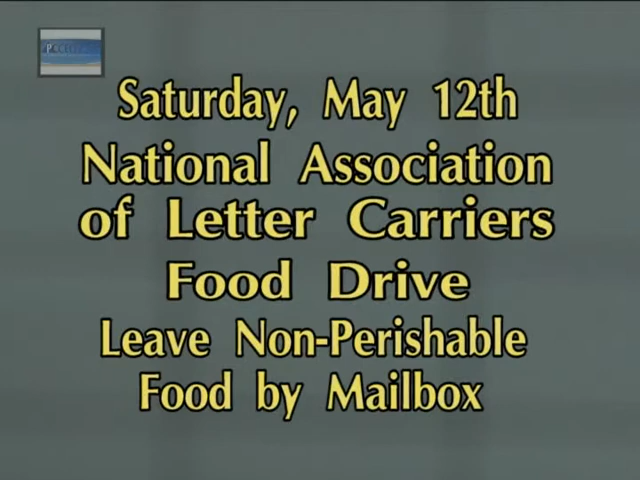 Saturday, May 12th
National Association
of Letter Carriers
Food Drive
Leave Non-Perishable
Food by Mailbox